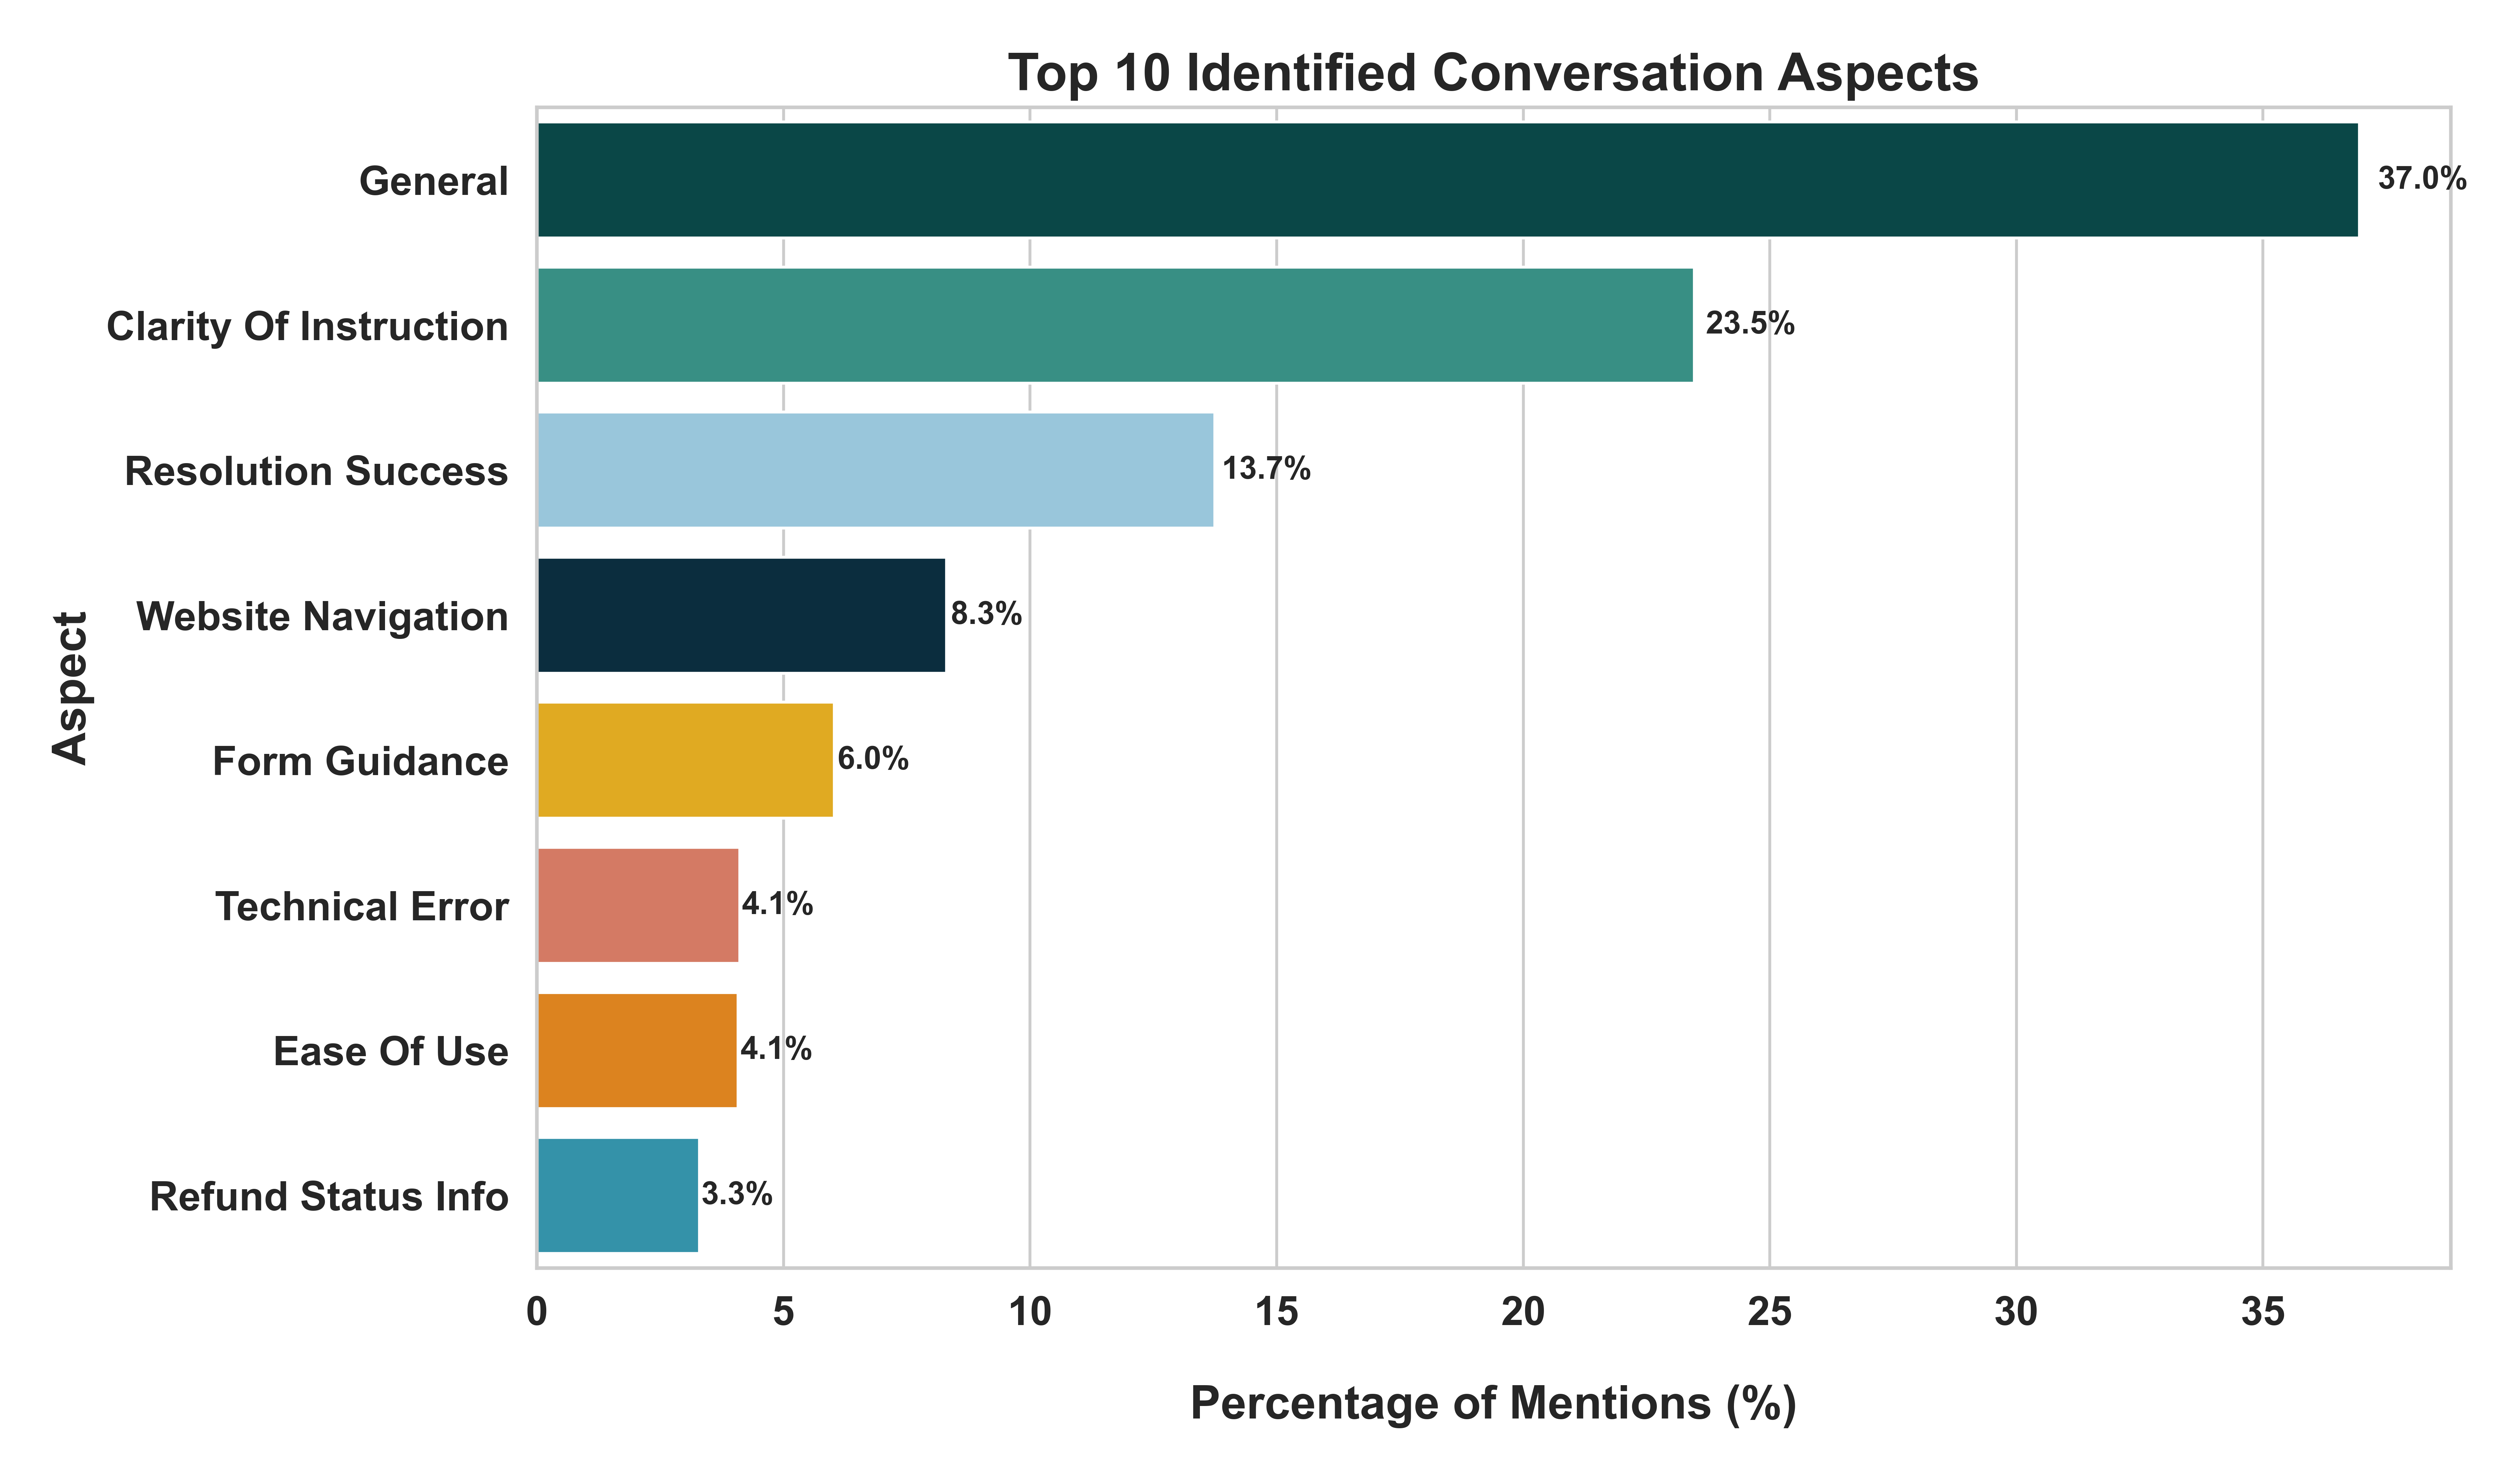 Top 10 Identified Conversation Aspects
General
37.0%
Clarity Of Instruction
23.5%
Resolution Success
13.7%
Website Navigation
8.3%
Form Guidance
6.0%
Technical Error
4.1%
Ease Of Use
4.1%
Refund Status Info
3.3%
Aspect
0 5 10 15 20 25 30 35
Percentage of Mentions (%)